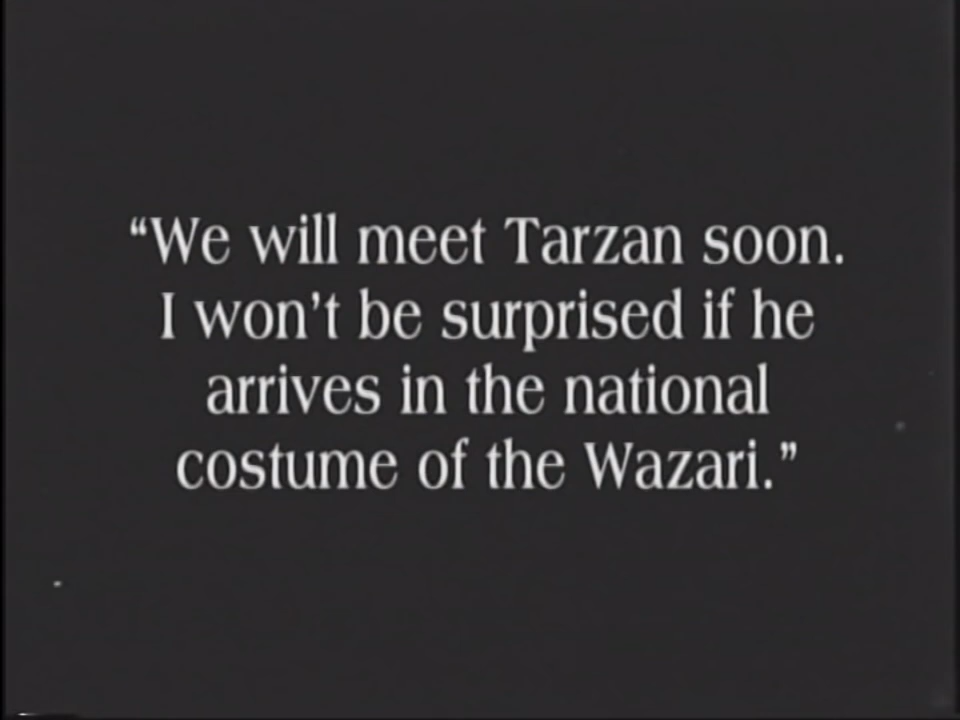 “We will meet Tarzan soon.
I won’t be surprised if he
arrives in the national
costume of the Wazari.”